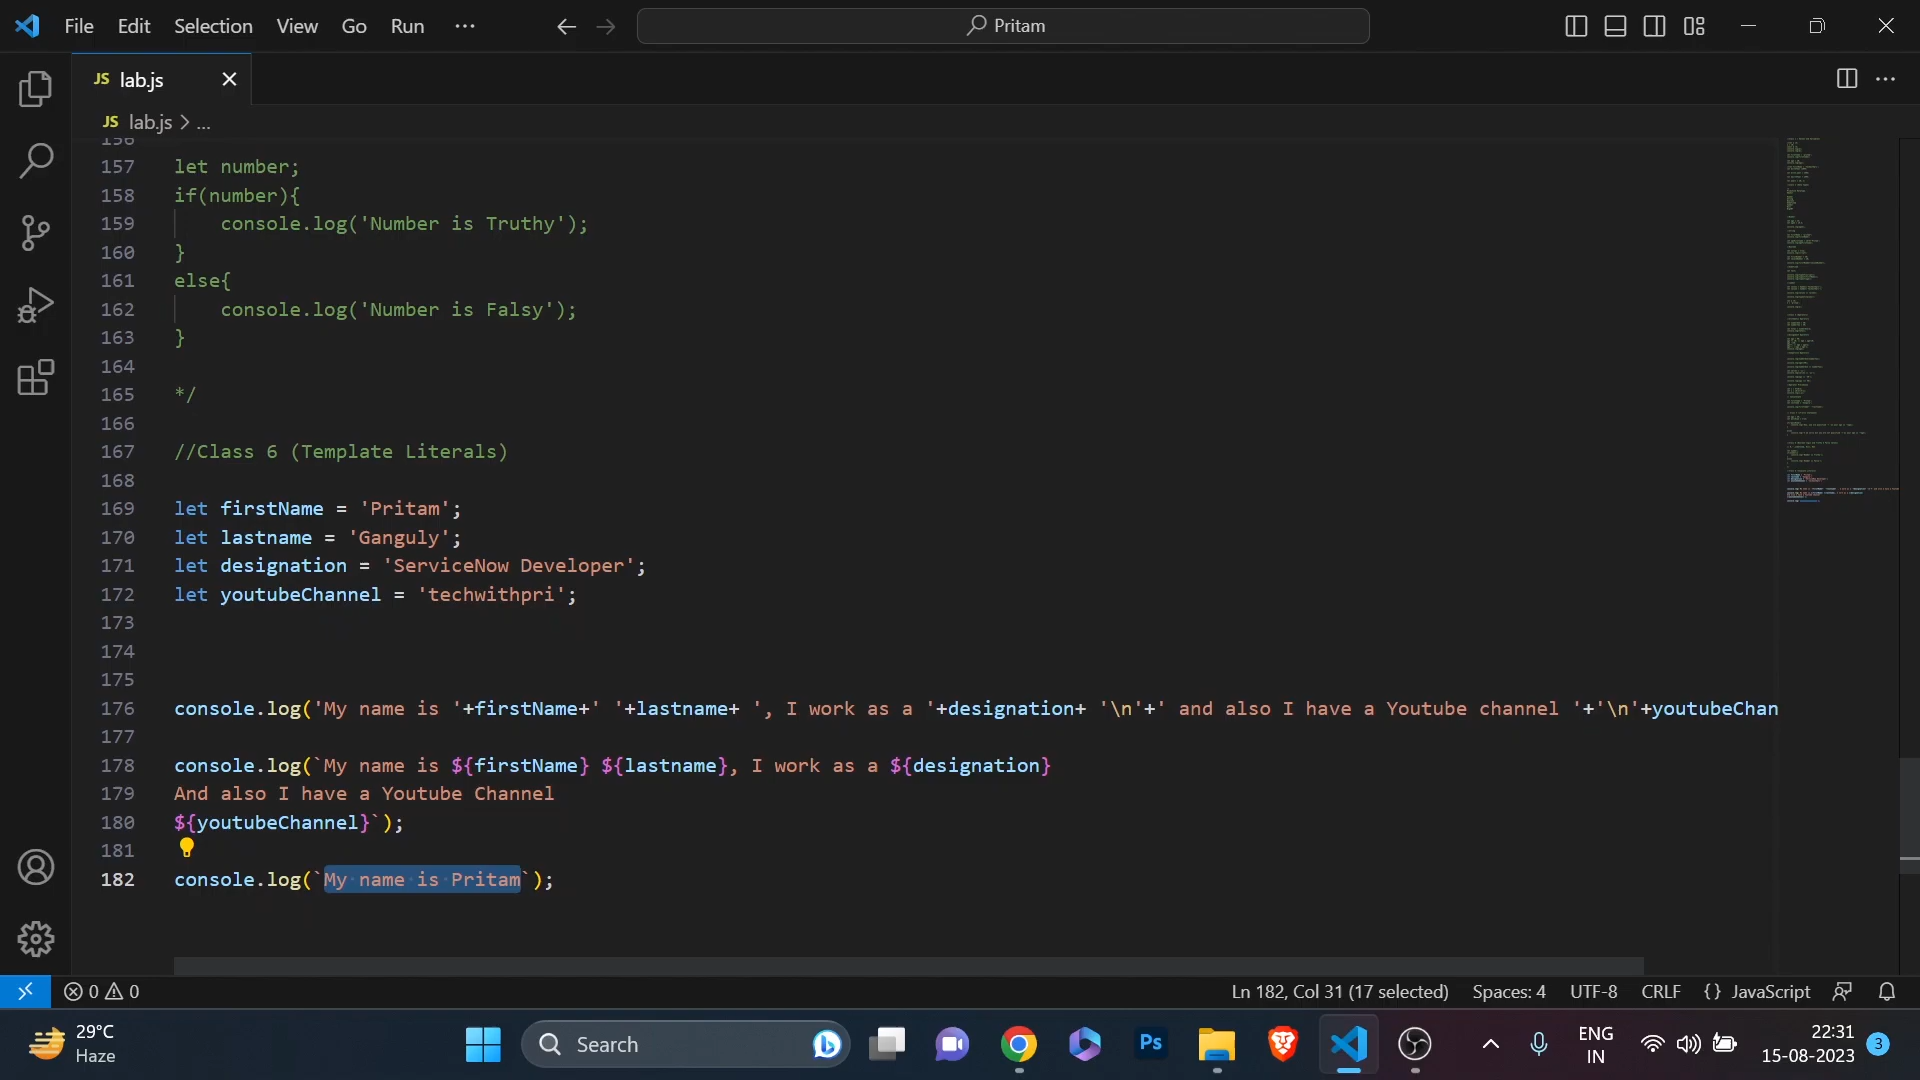 File Edit Selection View Go Run ··· Pritam
JS lab.js
JS lab.js > ...
156
157 let number;
158 if(number){
159 console.log('Number is Truthy');
160 }
161 else{
162 console.log('Number is Falsy');
163 }
164
165 */
166
167 //Class 6 (Template Literals)
168
169 let firstName = 'Pritam';
170 let lastname = 'Ganguly';
171 let designation = 'ServiceNow Developer';
172 let youtubeChannel = 'techwithpri';
173
174
175
176 console.log('My name is '+firstName+' '+lastname+ ', I work as a '+designation+ '\n'+' and also I have a Youtube channel '+'\n'+youtubeChan
177
178 console.log(`My name is ${firstName} ${lastname}, I work as a ${designation}
179 And also I have a Youtube Channel
180 ${youtubeChannel}`);
181
182 console.log(`My name is Pritam`);
0 0 Ln 182, Col 31 (17 selected) Spaces: 4 UTF-8 CRLF {} JavaScript
29°C
Haze
Search
Ps
ENG
IN
22:31
15-08-2023
3